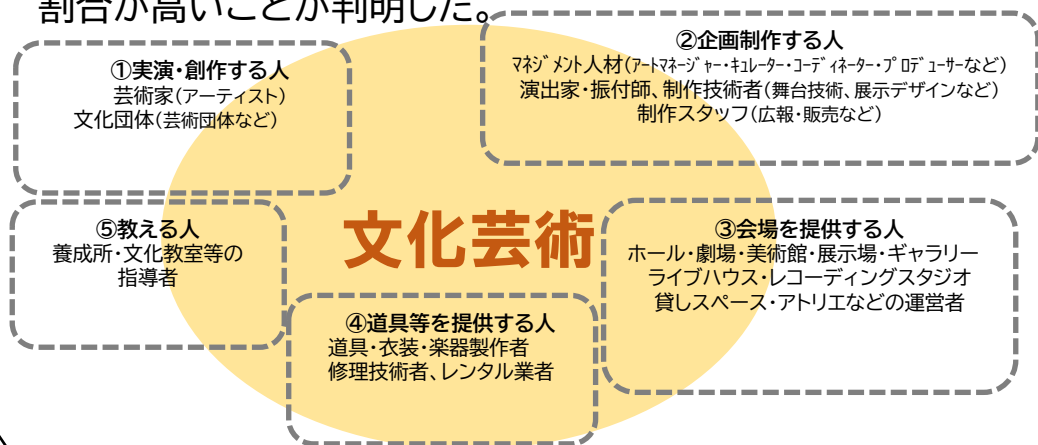 割合が高いことが判明した。
①実演・創作する人
芸術家(アーティスト)
文化団体(芸術団体など)
②企画制作する人
ﾏﾈｼﾞﾒﾝﾄ人材(ｱｰﾄﾏﾈｰｼﾞｬｰ・ｷｭﾚｰﾀｰ・ｺｰﾃﾞｨﾈｰﾀｰ・ﾌﾟﾛﾃﾞｭｰｻｰなど)
演出家・振付師、制作技術者(舞台技術、展示デザインなど)
制作スタッフ(広報・販売など)
文化芸術
③会場を提供する人
ホール・劇場・美術館・展示場・ギャラリー
ライブハウス・レコーディングスタジオ
貸しスペース・アトリエなどの運営者
④道具等を提供する人
道具・衣装・楽器製作者
修理技術者、レンタル業者
⑤教える人
養成所・文化教室等の
指導者